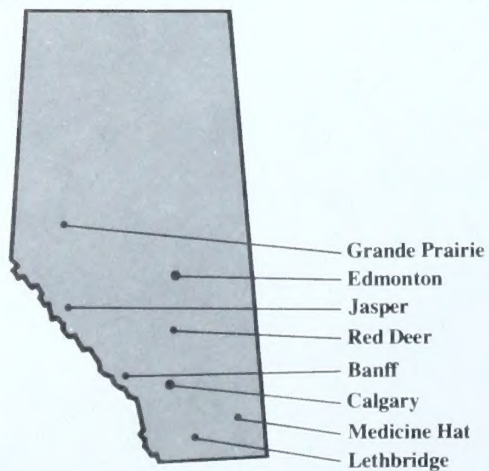 Grande Prairie
Edmonton
Jasper
Red Deer
Banff
Calgary
Medicine Hat
Lethbridge